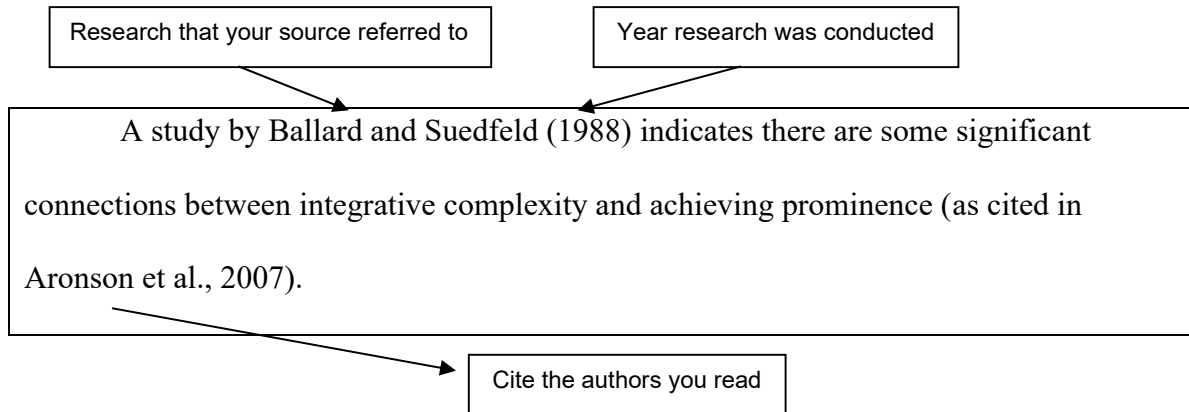 Research that your source referred to
Year research was conducted
A study by Ballard and Suedfeld (1988) indicates there are some significant
connections between integrative complexity and achieving prominence (as cited in
Aronson et al., 2007).
Cite the authors you read